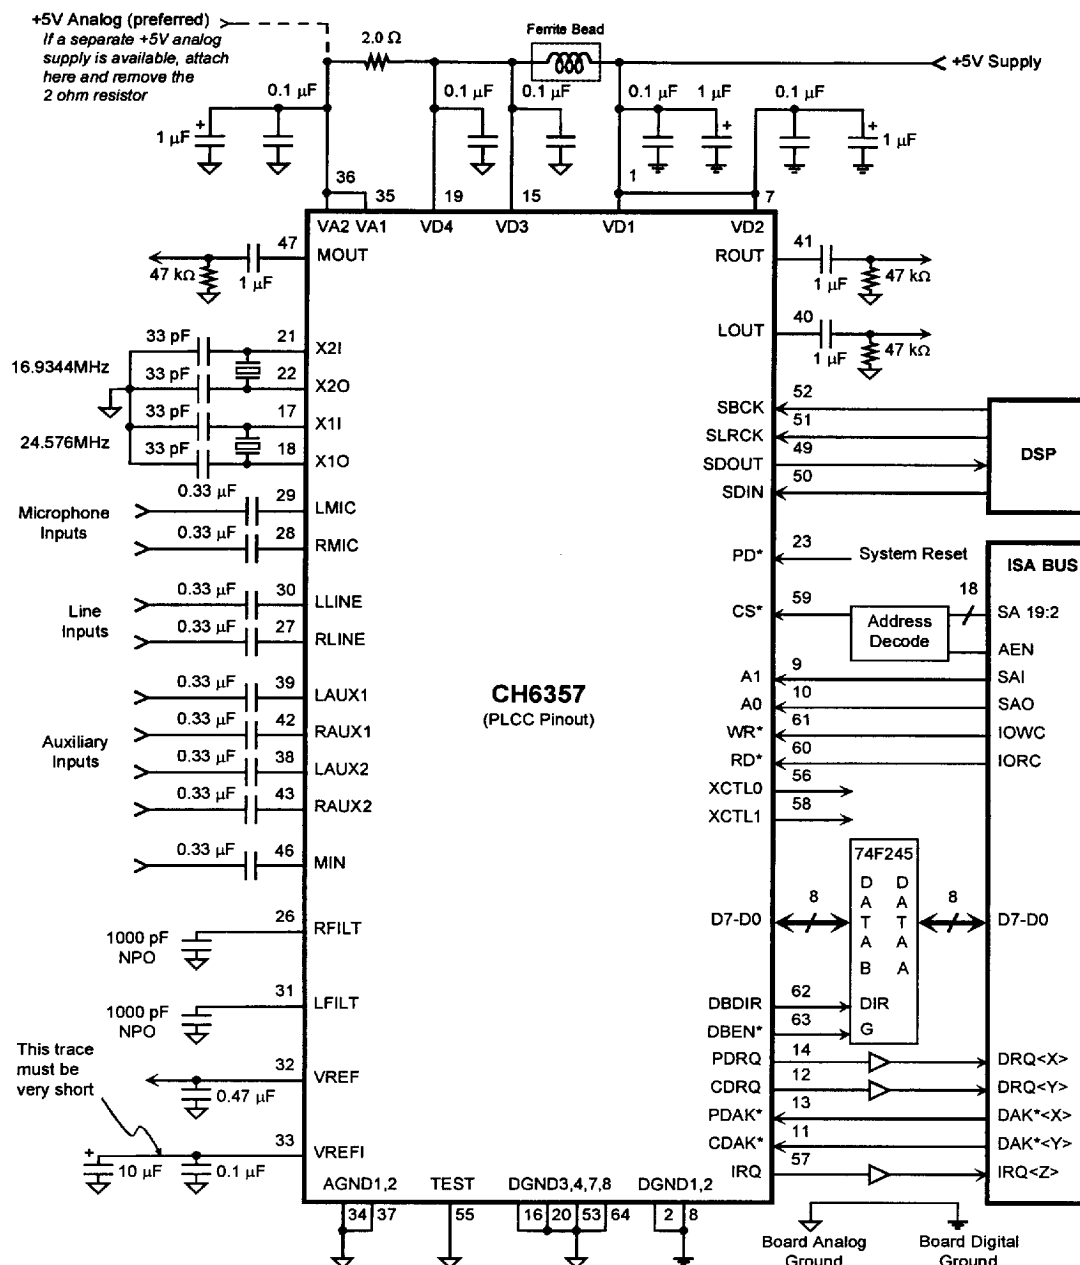 +5V Analog (preferred)
If a separate +5V analog
supply is available, attach
here and remove the
2 ohm resistor
2.0 Ω
Ferrite Bead
+5V Supply
0.1 µF
0.1 µF
0.1 µF
0.1 µF
1 µF
0.1 µF
+
1 µF
+
+
1 µF
36
35
19
15
1
7
VA2
VA1
VD4
VD3
VD1
VD2
47
MOUT
47 kΩ
1 µF
41
ROUT
1 µF
47 kΩ
40
LOUT
1 µF
47 kΩ
33 pF
21
X2I
16.9344MHz
33 pF
22
X2O
33 pF
17
X1I
24.576MHz
33 pF
18
X1O
SBCK
52
SLRCK
51
SDOUT
49
SDIN
50
DSP
Microphone
Inputs
0.33 µF
29
LMIC
0.33 µF
28
RMIC
PD*
23
System Reset
ISA BUS
Line
Inputs
0.33 µF
30
LLINE
0.33 µF
27
RLINE
CS*
59
Address
Decode
18
SA 19:2
AEN
CH6357
(PLCC Pinout)
Auxiliary
Inputs
0.33 µF
39
LAUX1
0.33 µF
42
RAUX1
0.33 µF
38
LAUX2
0.33 µF
43
RAUX2
A1
9
SAI
A0
10
SAO
WR*
61
IOWC
RD*
60
IORC
XCTL0
56
XCTL1
58
0.33 µF
46
MIN
74F245
DATA B
DATA A
D7-D0
8
8
D7-D0
1000 pF
NPO
26
RFILT
1000 pF
NPO
31
LFILT
DBDIR
62
DIR
DBEN*
63
G
This trace
must be
very short
32
VREF
0.47 µF
33
VREFI
+
10 µF
0.1 µF
PDRQ
14
DRQ<X>
CDRQ
12
DRQ<Y>
PDAK*
13
DAK*<X>
CDAK*
11
DAK*<Y>
IRQ
57
IRQ<Z>
AGND1,2
TEST
DGND3,4,7,8
DGND1,2
34
37
55
16
20
53
64
2
8
Board Analog
Ground
Board Digital
Ground